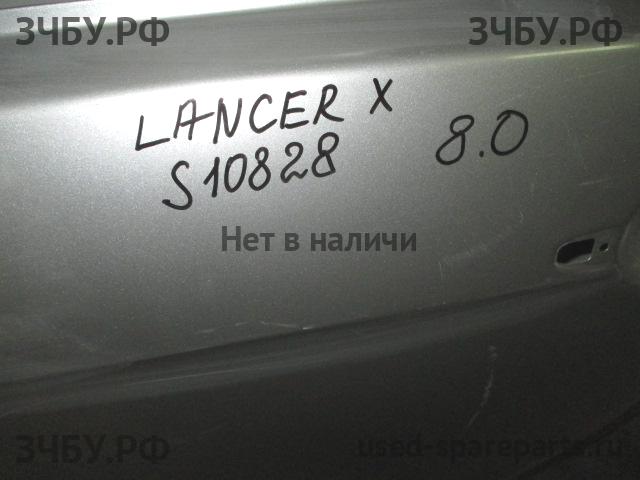 ЗЧБУ.РФ ЗЧБУ.РФ
LANCER X
S10828 8.0
Нет в наличи
ЗЧБУ.РФ used-spareparts.ru